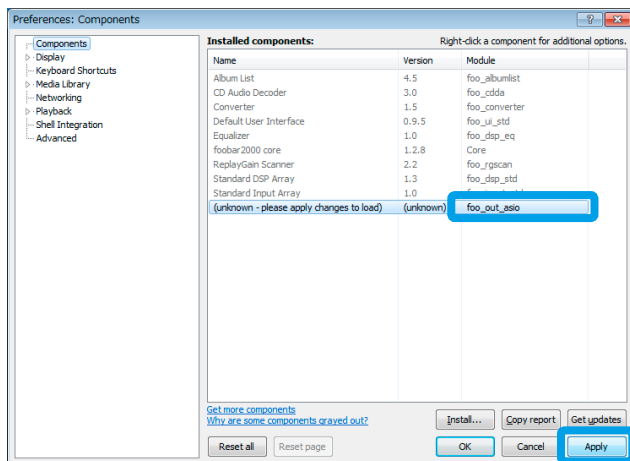 Preferences: Components
Components
Display
Keyboard Shortcuts
Media Library
Networking
Playback
Shell Integration
Advanced
Installed components: Right-click a component for additional options.
Name Version Module
Album List 4.5 foo_albumlist
CD Audio Decoder 3.0 foo_cdda
Converter 1.5 foo_converter
Default User Interface 0.9.5 foo_ui_std
Equalizer 1.0 foo_dsp_eq
foobar2000 core 1.2.8 Core
ReplayGain Scanner 2.2 foo_rgscan
Standard DSP Array 1.3 foo_dsp_std
Standard Input Array 1.0
(unknown - please apply changes to load) (unknown) foo_out_asio
Get more components
Why are some components grayed out?
Install... Copy report Get updates
Reset all Reset page OK Cancel Apply